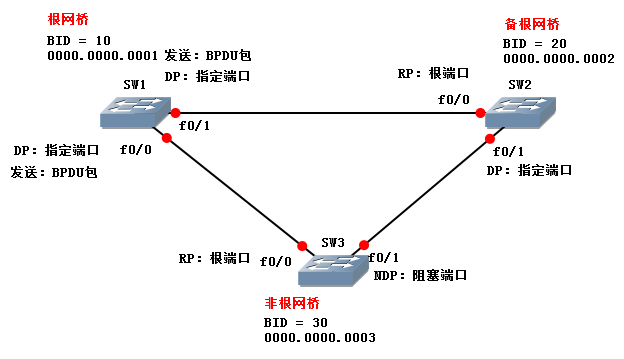 根网桥
BID = 10
0000.0000.0001
发送：BPDU包
DP：指定端口
SW1
f0/1
DP：指定端口
f0/0
发送：BPDU包
备根网桥
BID = 20
0000.0000.0002
RP：根端口
SW2
f0/0
f0/1
DP：指定端口
SW3
RP：根端口
f0/0
f0/1
NDP：阻塞端口
非根网桥
BID = 30
0000.0000.0003